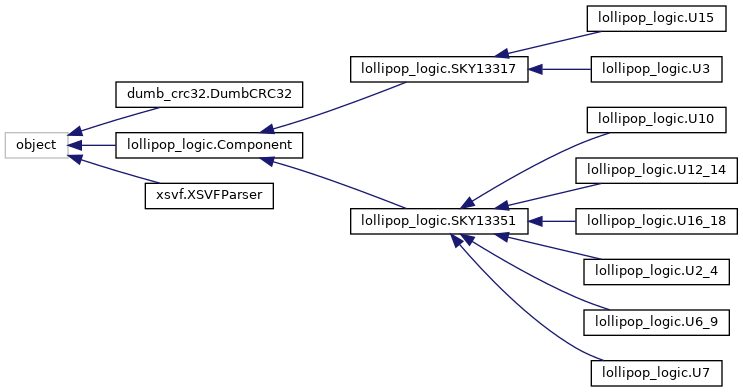 object
dumb_crc32.DumbCRC32
lollipop_logic.Component
xsvf.XSVFParser
lollipop_logic.SKY13317
lollipop_logic.SKY13351
lollipop_logic.U15
lollipop_logic.U3
lollipop_logic.U10
lollipop_logic.U12_14
lollipop_logic.U16_18
lollipop_logic.U2_4
lollipop_logic.U6_9
lollipop_logic.U7